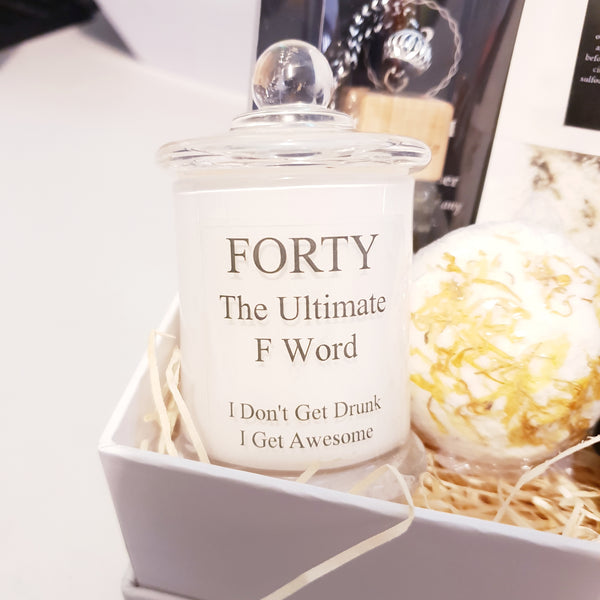 FORTY
The Ultimate
F Word
I Don't Get Drunk
I Get Awesome